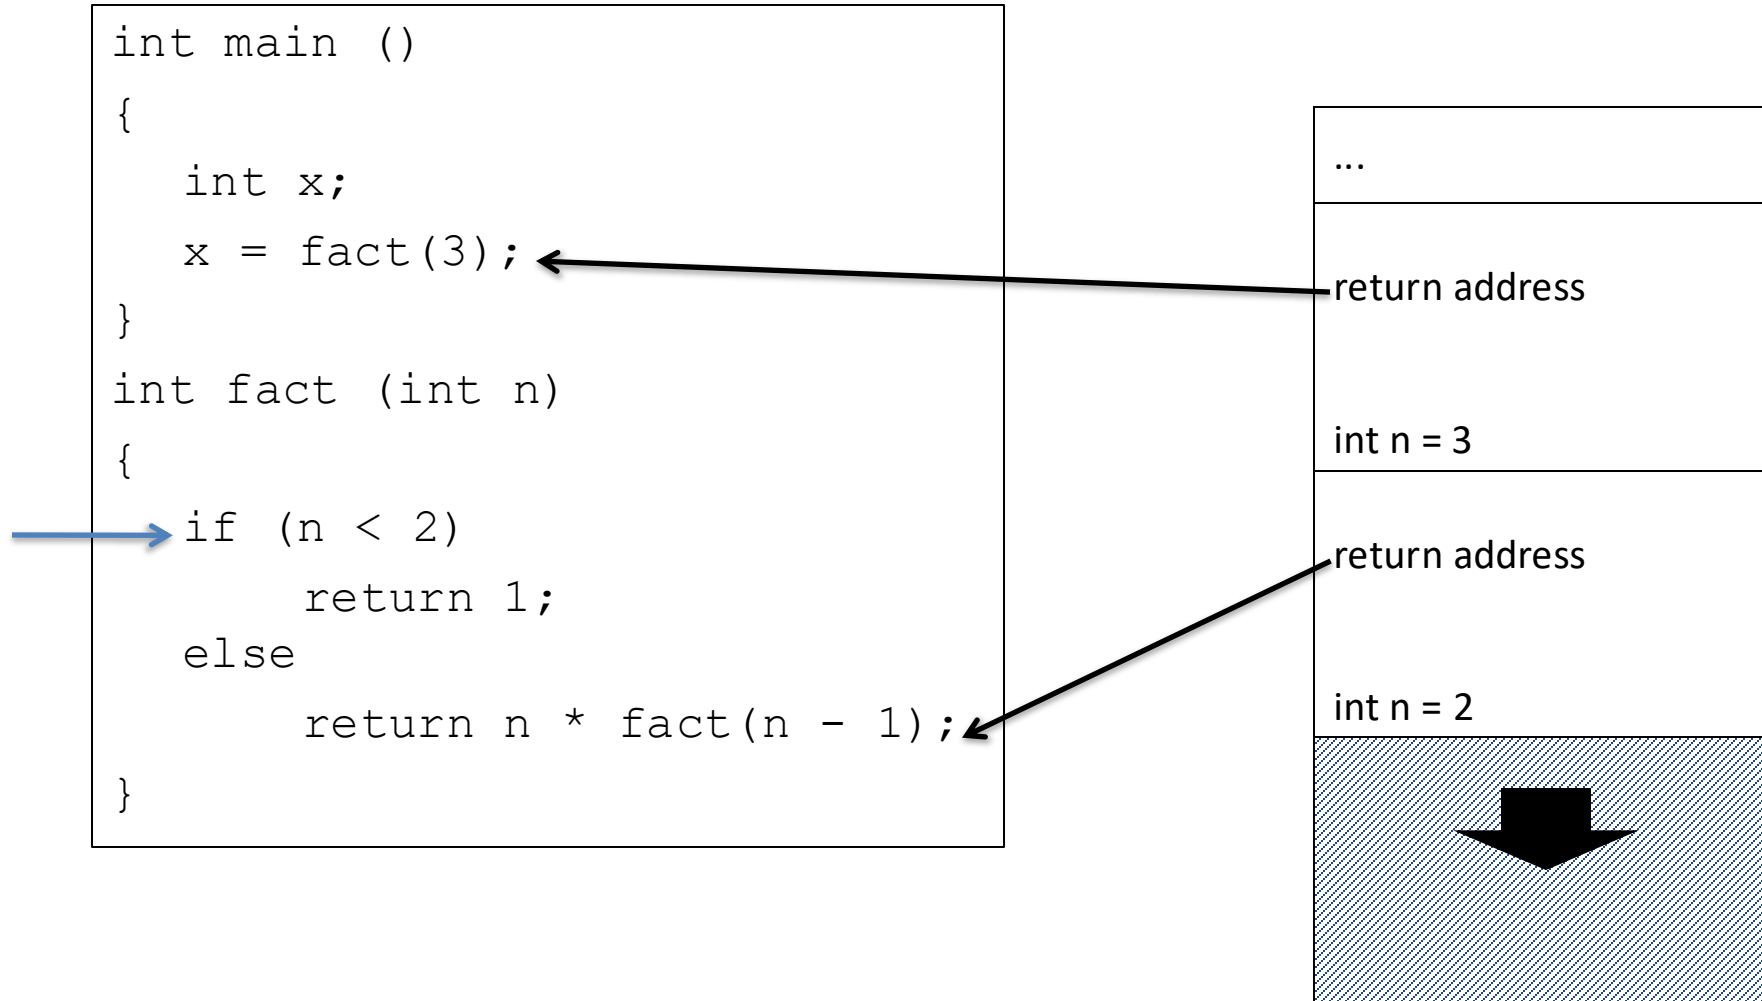 int main ()
{
int x;
x = fact(3);
}
int fact (int n)
{
if (n < 2)
return 1;
else
return n * fact(n - 1);
}
...
return address
int n = 3
return address
int n = 2